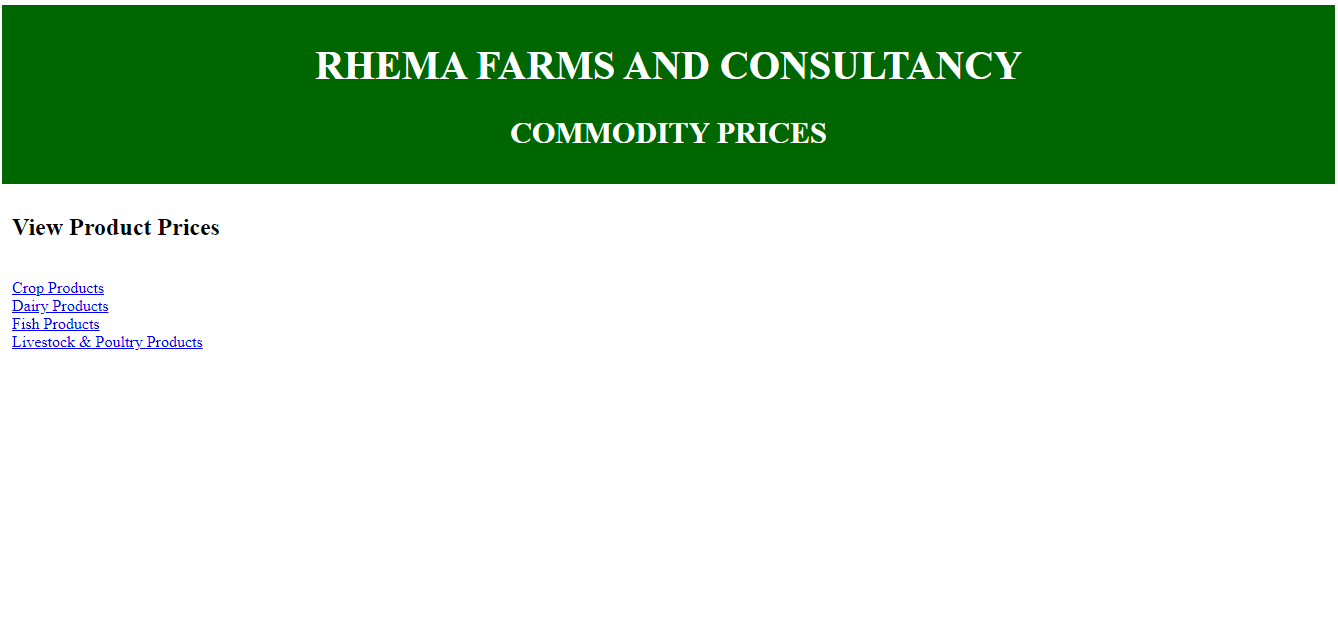 RHEMA FARMS AND CONSULTANCY
COMMODITY PRICES
View Product Prices
Crop Products
Dairy Products
Fish Products
Livestock & Poultry Products